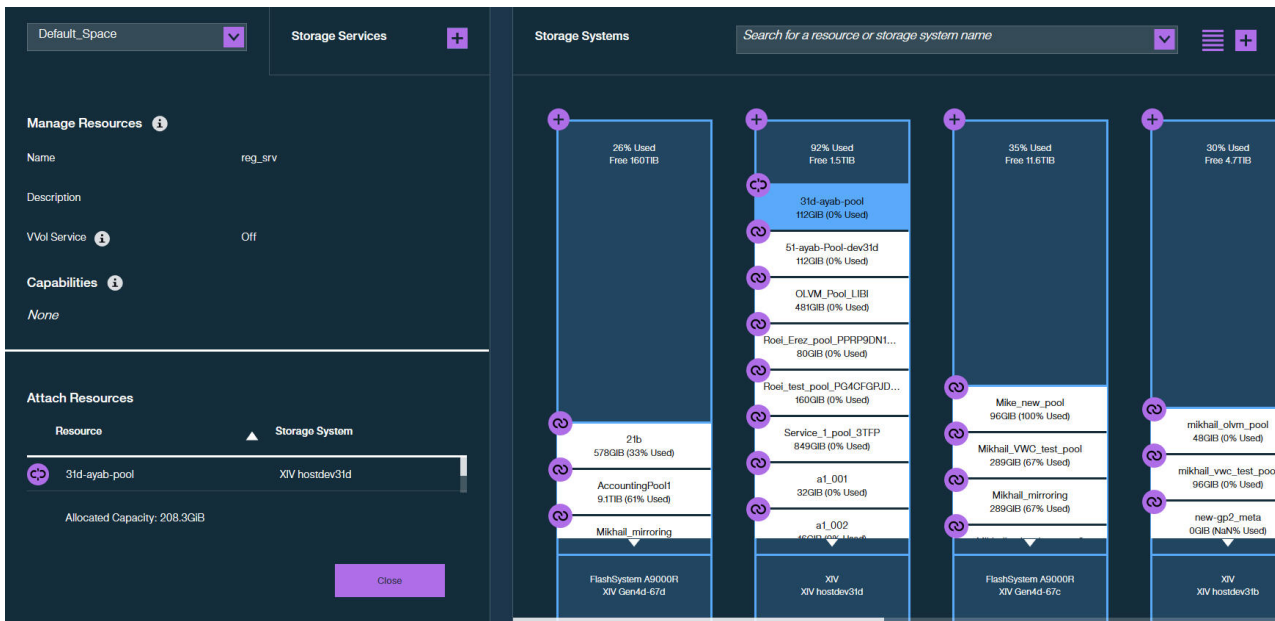 Default_Space
Storage Services
Manage Resources
Name reg_srv
Description
VVol Service Off
Capabilities
None
Attach Resources
Resource Storage System
31d-ayab-pool XIV hostdev31d
Allocated Capacity: 208.3GiB
Close
Storage Systems
Search for a resource or storage system name
26% Used
Free 160TIB
21b
578GIB (33% Used)
AccountingPool1
9.1TIB (61% Used)
Mikhail_mirroring
FlashSystem A9000R
XIV Gen4d-67d
92% Used
Free 1.5TIB
31d-ayab-pool
112GIB (0% Used)
51-ayab-Pool-dev31d
112GIB (0% Used)
OLVM_Pool_LIBI
481GIB (0% Used)
Roei_Erez_pool_PPRP9DN1...
80GIB (0% Used)
Roei_test_pool_PG4CFGPJD...
160GIB (0% Used)
Service_1_pool_3TFP
849GIB (0% Used)
a1_001
32GIB (0% Used)
a1_002
16GIB (0% Used)
XIV
XIV hostdev31d
35% Used
Free 11.6TIB
Mike_new_pool
96GIB (100% Used)
Mikhail_VWC_test_pool
289GIB (67% Used)
Mikhail_mirroring
289GIB (67% Used)
FlashSystem A9000R
XIV Gen4d-67c
30% Used
Free 4.7TIB
mikhail_olvm_pool
48GIB (0% Used)
mikhail_vwc_test_poo
96GIB (0% Used)
new-gp2_meta
0GIB (NaN% Used)
XIV
XIV hostdev31b